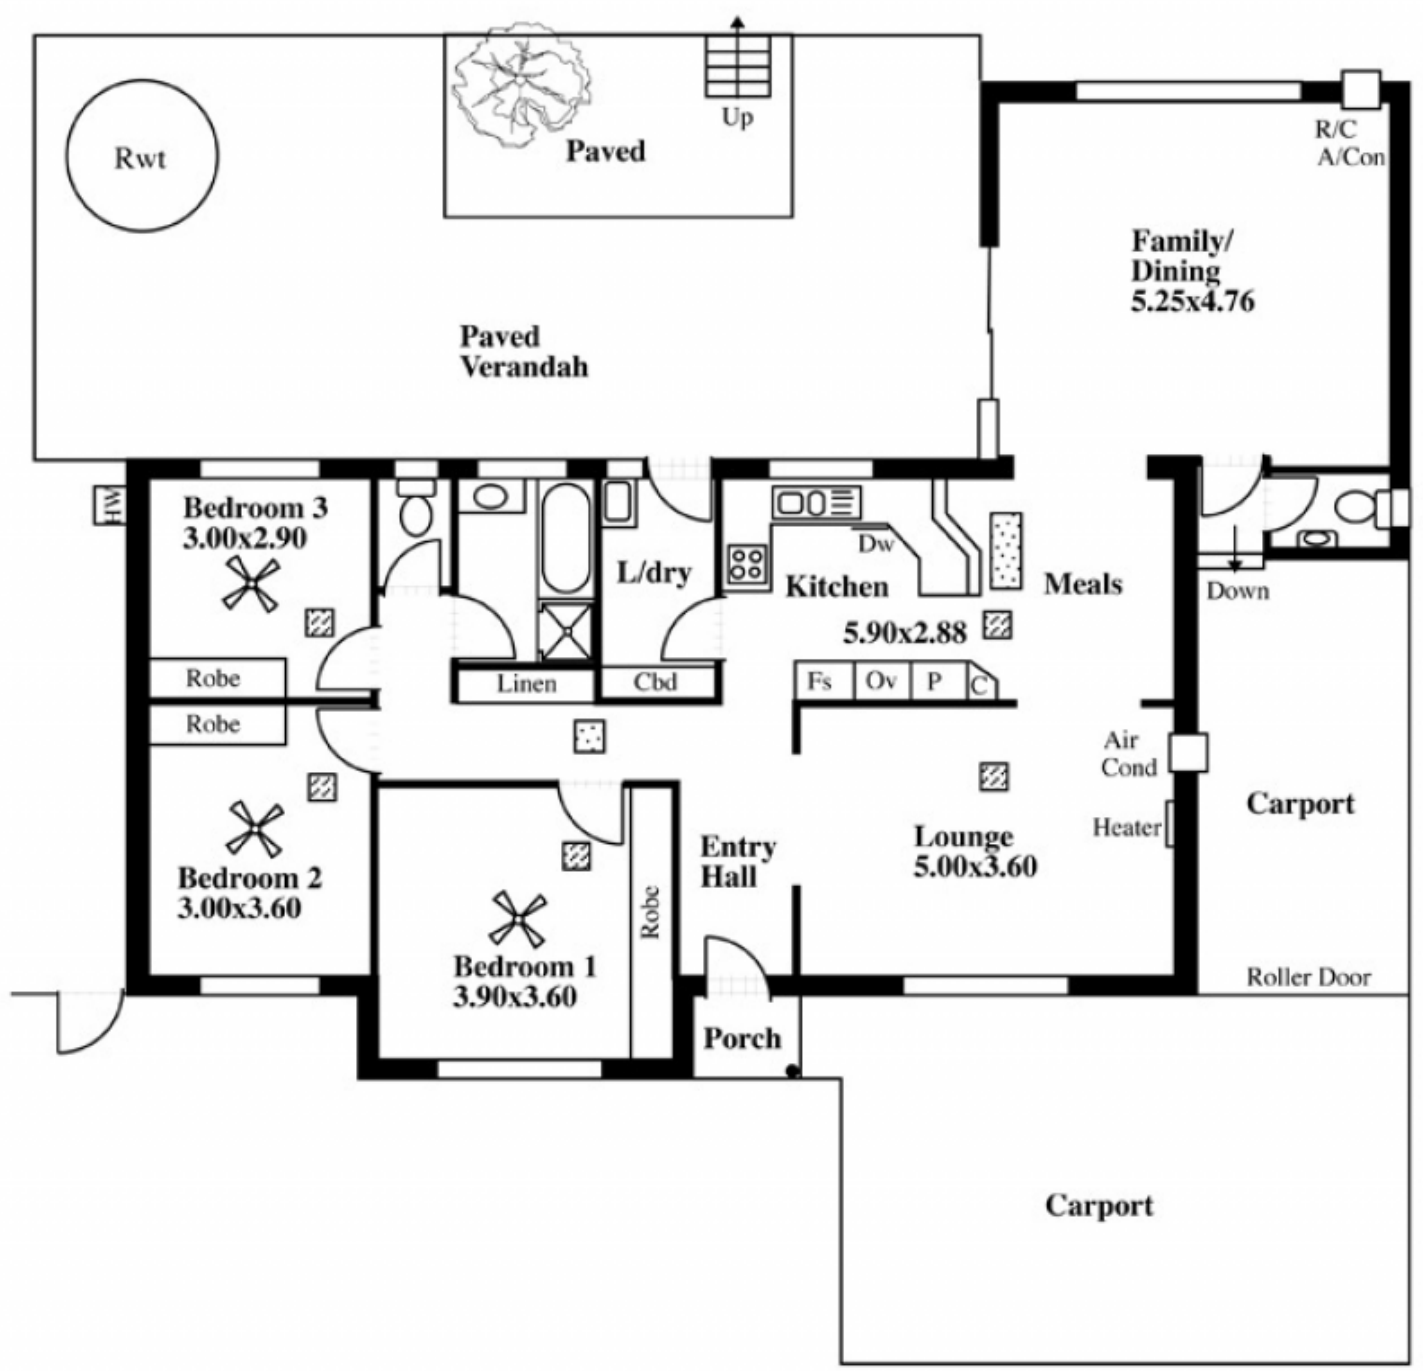 Rwt
Up
Paved
R/C
A/Con
Family/
Dining
5.25x4.76
Paved
Verandah
HW
Bedroom 3
3.00x2.90
L/dry
Dw
Kitchen
5.90x2.88
Meals
Down
Robe
Linen
Cbd
Fs
Ov
P
C
Robe
Air
Cond
Heater
Carport
Lounge
5.00x3.60
Entry
Hall
Bedroom 2
3.00x3.60
Robe
Bedroom 1
3.90x3.60
Roller Door
Porch
Carport